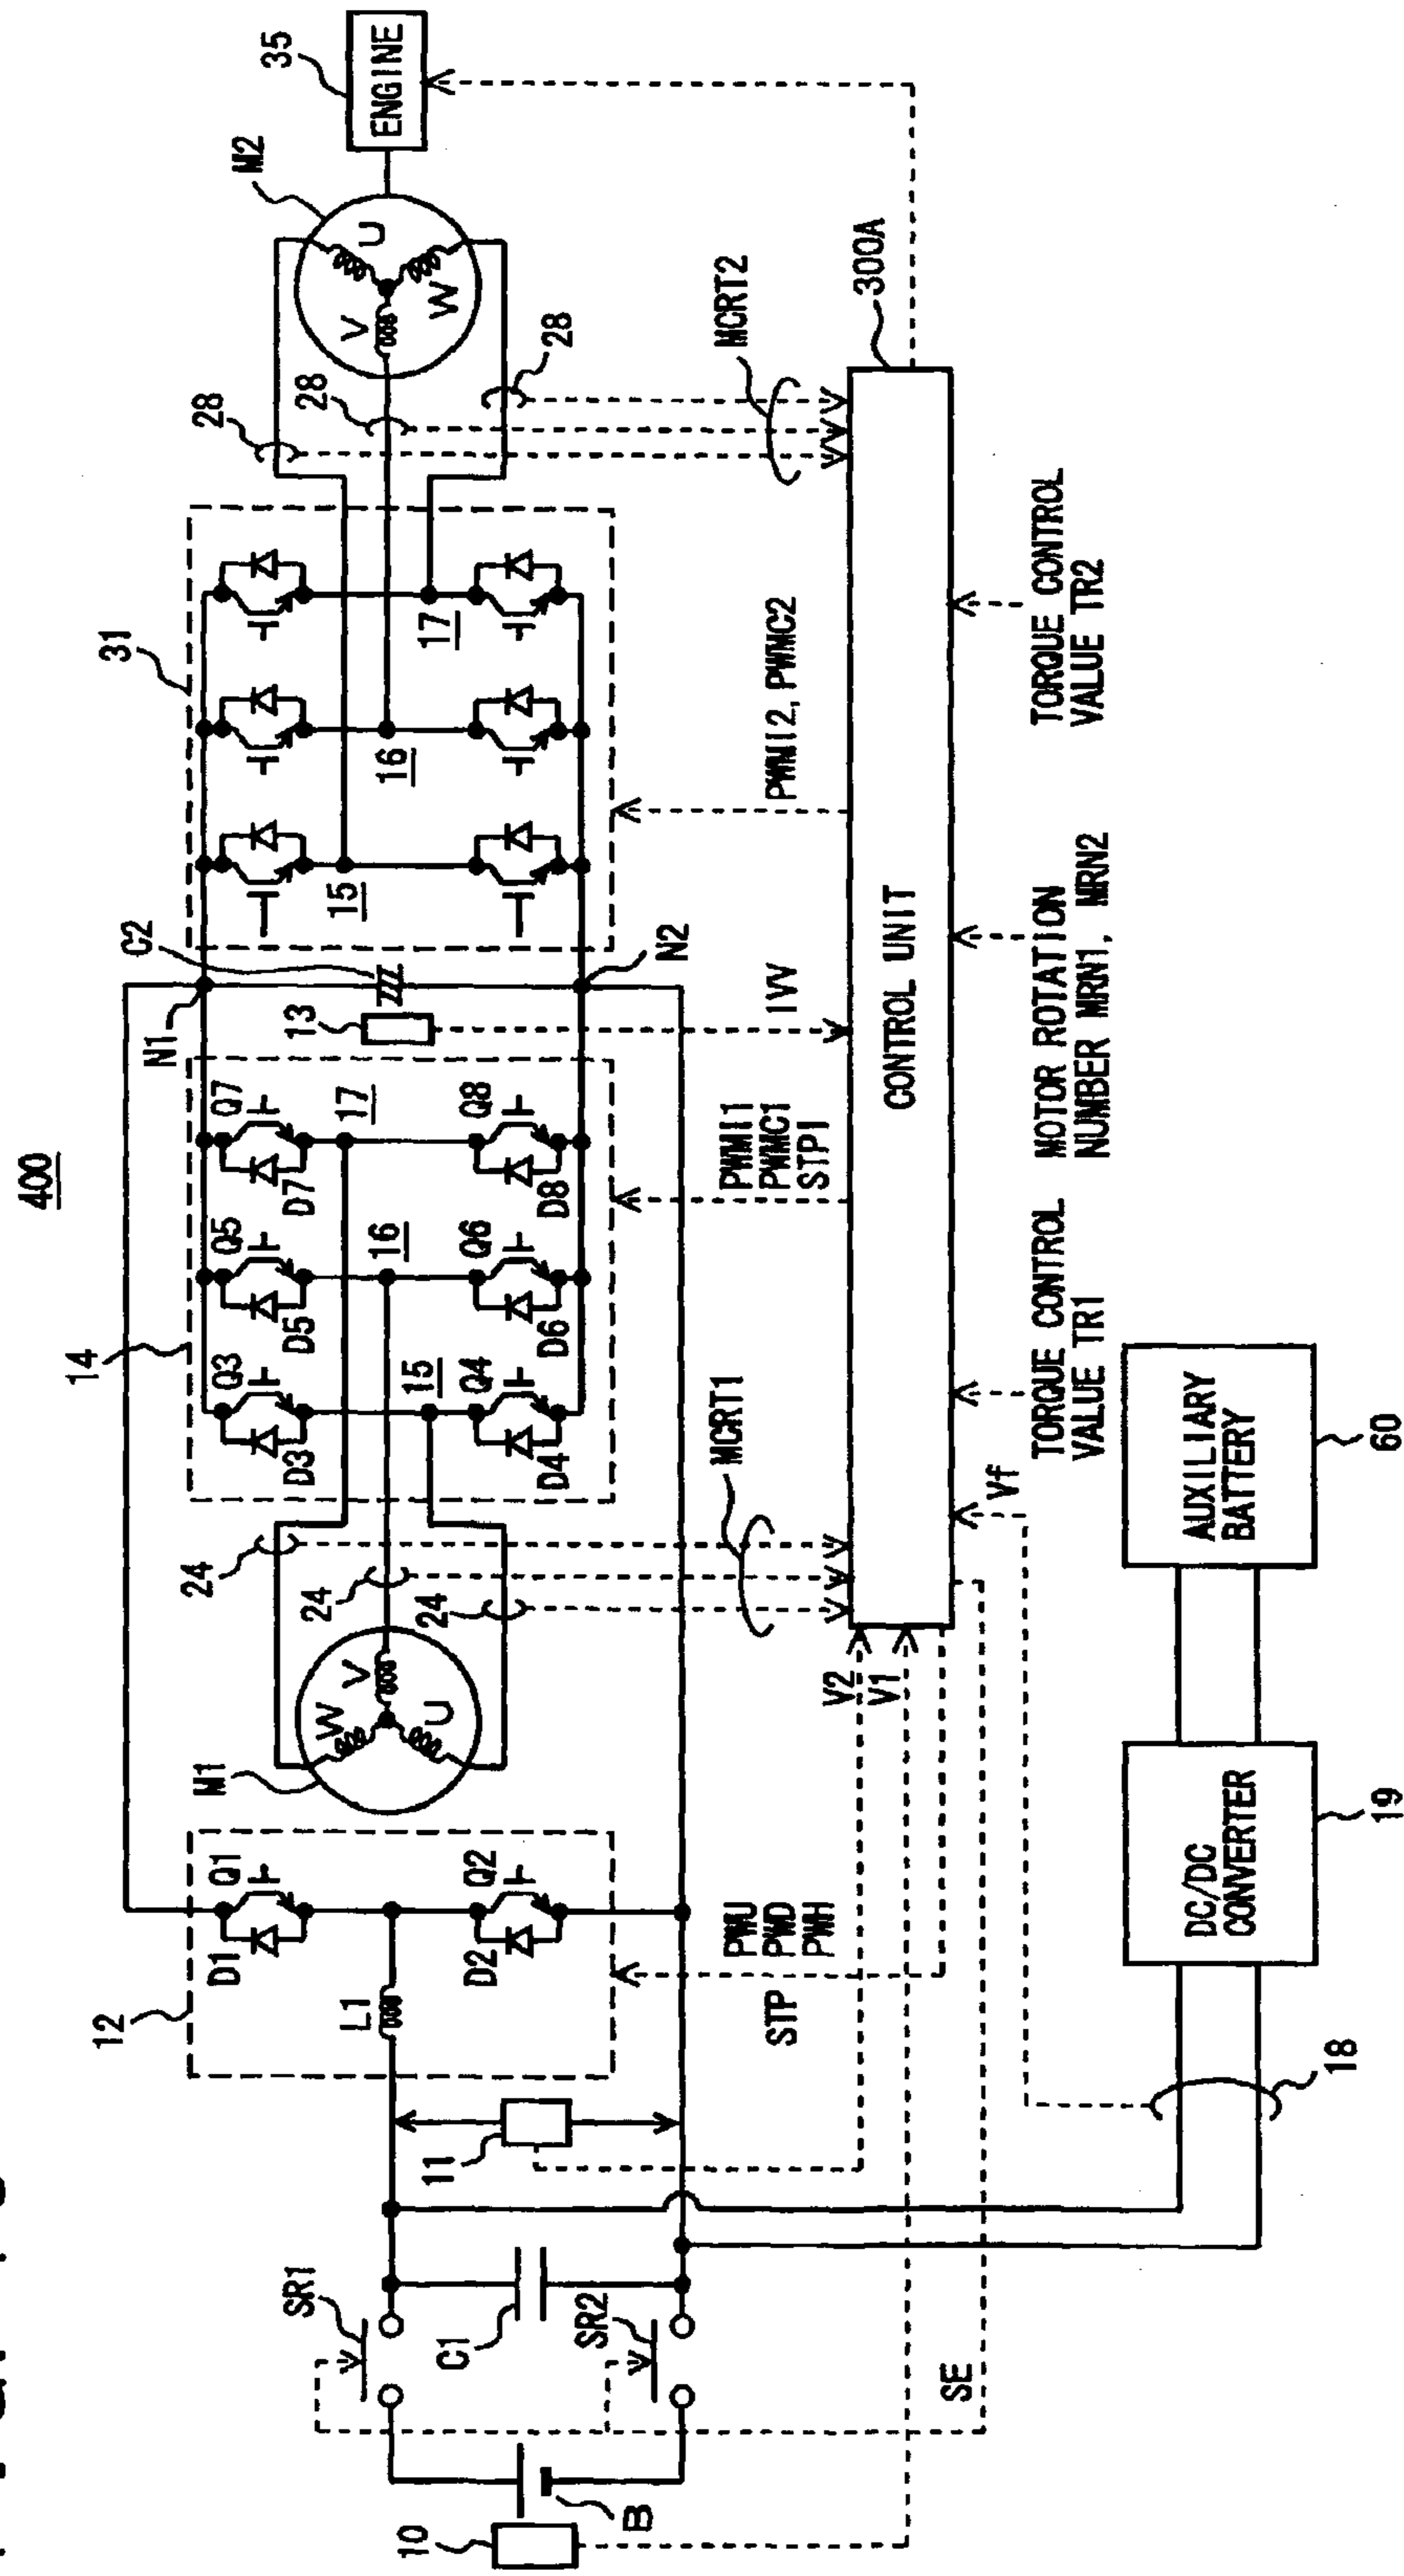 400
10
B
SR1
SR2
C1
11
12
L1
D1
Q1
D2
Q2
M1
U
V
W
24
24
24
14
D3
Q3
D4
Q4
15
D5
Q5
D6
Q6
16
D7
Q7
D8
Q8
17
N1
C2
13
N2
31
15
16
17
28
28
28
M2
U
V
W
35
ENGINE
STP
PWU
PWD
PWH
V2
V1
MCRT1
PWMI1
PWMC1
STP1
IVV
PWMI2, PWMC2
MCRT2
300A
CONTROL UNIT
SE
Vf
TORQUE CONTROL
VALUE TR1
MOTOR ROTATION
NUMBER MRN1, MRN2
TORQUE CONTROL
VALUE TR2
18
DC/DC
CONVERTER
19
AUXILIARY
BATTERY
60